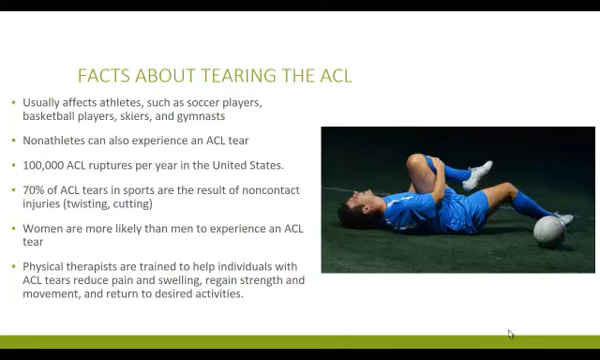 FACTS ABOUT TEARING THE ACL
▪ Usually affects athletes, such as soccer players,
basketball players, skiers, and gymnasts
▪ Nonathletes can also experience an ACL tear
▪ 100,000 ACL ruptures per year in the United States.
▪ 70% of ACL tears in sports are the result of noncontact
injuries (twisting, cutting)
▪ Women are more likely than men to experience an ACL
tear
▪ Physical therapists are trained to help individuals with
ACL tears reduce pain and swelling, regain strength and
movement, and return to desired activities.